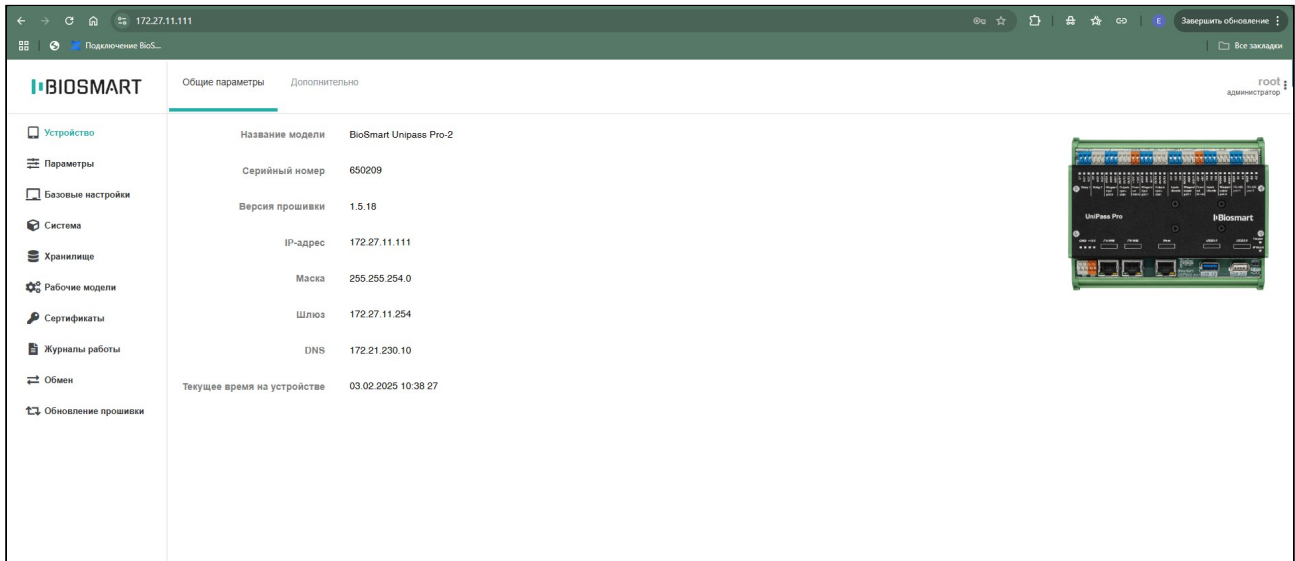 172.27.11.111
E
Завершить обновление
Подключение BioS...
Все закладки
BIOSMART
Общие параметры
Дополнительно
root
администратор
Устройство
Параметры
Базовые настройки
Система
Хранилище
Рабочие модели
Сертификаты
Журналы работы
Обмен
Обновление прошивки
Название модели BioSmart Unipass Pro-2
Серийный номер 650209
Версия прошивки 1.5.18
IP-адрес 172.27.11.111
Маска 255.255.254.0
Шлюз 172.27.11.254
DNS 172.21.230.10
Текущее время на устройстве 03.02.2025 10:38 27
UniPass Pro
Biosmart